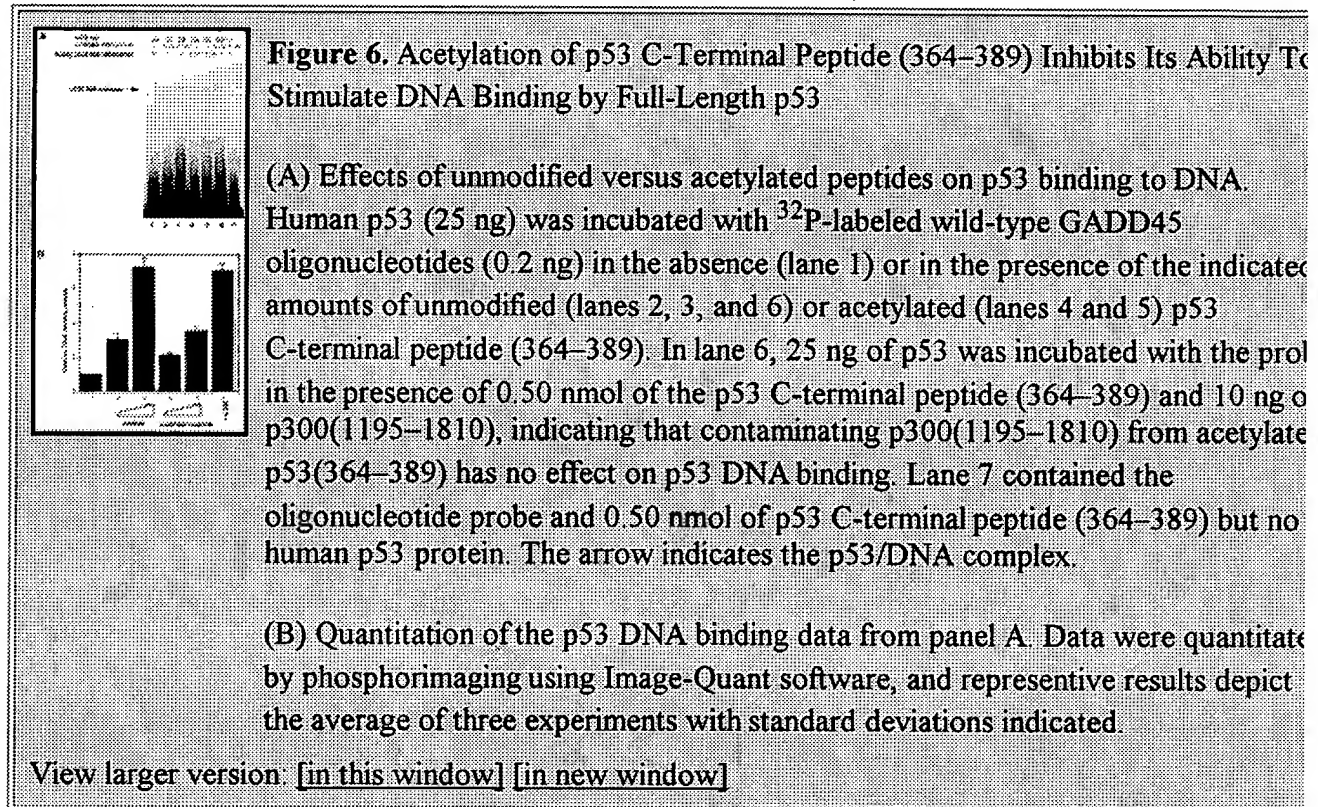 Figure 6. Acetylation of p53 C-Terminal Peptide (364–389) Inhibits Its Ability
Stimulate DNA Binding by Full-Length p53
(A) Effects of unmodified versus acetylated peptides on p53 binding to DNA.
Human p53 (25 ng) was incubated with ³²P-labeled wild-type GADD45
oligonucleotides (0.2 ng) in the absence (lane 1) or in the presence of the indicated
amounts of unmodified (lanes 2, 3, and 6) or acetylated (lanes 4 and 5) p53
C-terminal peptide (364–389). In lane 6, 25 ng of p53 was incubated with the
in the presence of 0.50 nmol of the p53 C-terminal peptide (364–389) and 10 ng
p300(1195–1810), indicating that contaminating p300(1195–1810) from acetylate
p53(364–389) has no effect on p53 DNA binding. Lane 7 contained the
oligonucleotide probe and 0.50 nmol of p53 C-terminal peptide (364–389) but no
human p53 protein. The arrow indicates the p53/DNA complex.
(B) Quantitation of the p53 DNA binding data from panel A. Data were quantitate
by phosphorimaging using Image-Quant software, and representive results depict
the average of three experiments with standard deviations indicated.
View larger version: [in this window] [in new window]